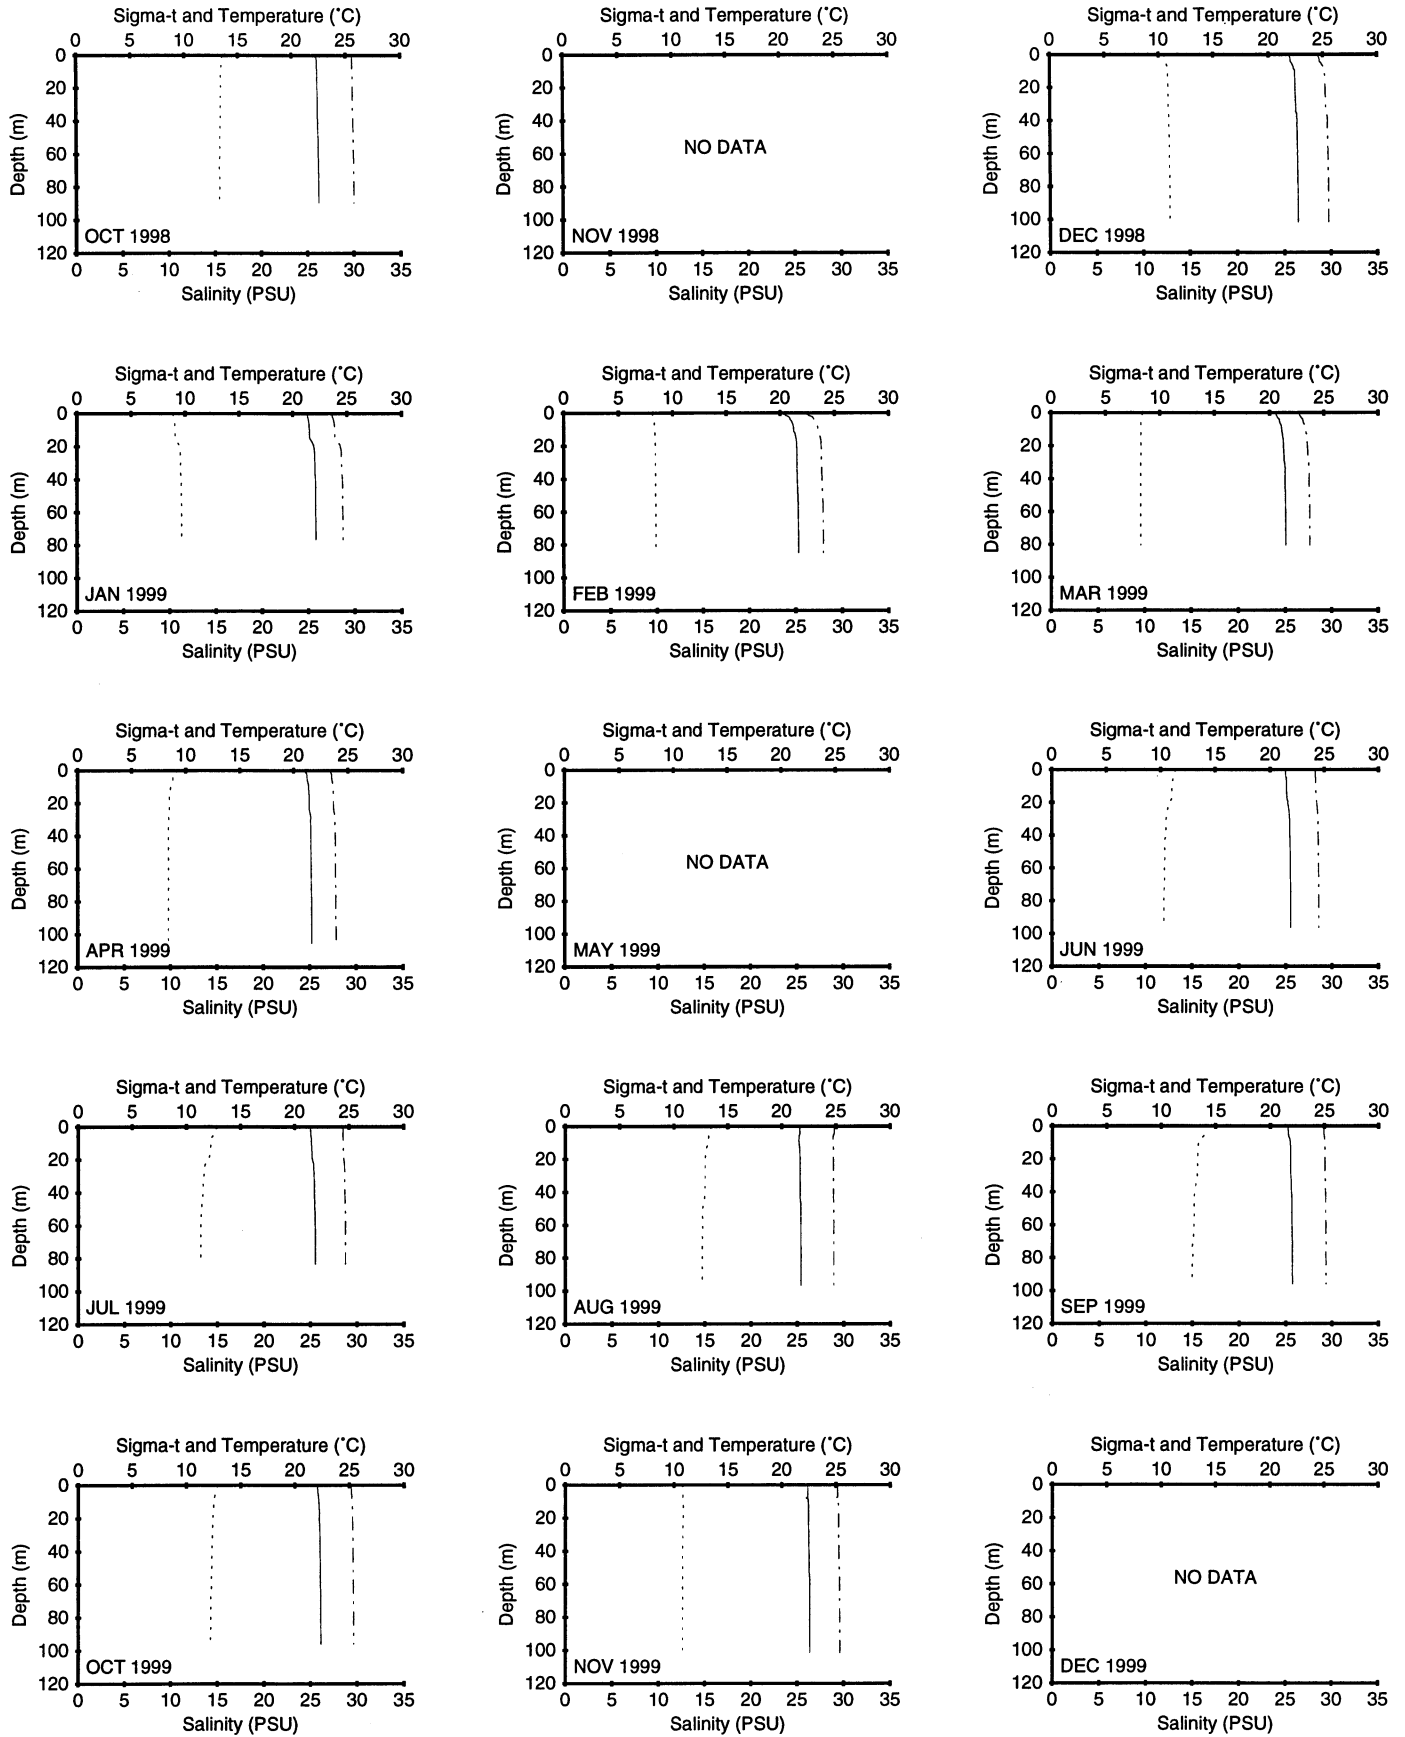 Sigma-t and Temperature (˚C)
0 5 10 15 20 25 30
Depth (m)
0
20
40
60
80
100
120
OCT 1998
0 5 10 15 20 25 30 35
Salinity (PSU)
Sigma-t and Temperature (˚C)
0 5 10 15 20 25 30
Depth (m)
0
20
40
60
80
100
120
NO DATA
NOV 1998
0 5 10 15 20 25 30 35
Salinity (PSU)
Sigma-t and Temperature (˚C)
0 5 10 15 20 25 30
Depth (m)
0
20
40
60
80
100
120
DEC 1998
0 5 10 15 20 25 30 35
Salinity (PSU)
Sigma-t and Temperature (˚C)
0 5 10 15 20 25 30
Depth (m)
0
20
40
60
80
100
120
JAN 1999
0 5 10 15 20 25 30 35
Salinity (PSU)
Sigma-t and Temperature (˚C)
0 5 10 15 20 25 30
Depth (m)
0
20
40
60
80
100
120
FEB 1999
0 5 10 15 20 25 30 35
Salinity (PSU)
Sigma-t and Temperature (˚C)
0 5 10 15 20 25 30
Depth (m)
0
20
40
60
80
100
120
MAR 1999
0 5 10 15 20 25 30 35
Salinity (PSU)
Sigma-t and Temperature (˚C)
0 5 10 15 20 25 30
Depth (m)
0
20
40
60
80
100
120
APR 1999
0 5 10 15 20 25 30 35
Salinity (PSU)
Sigma-t and Temperature (˚C)
0 5 10 15 20 25 30
Depth (m)
0
20
40
60
80
100
120
NO DATA
MAY 1999
0 5 10 15 20 25 30 35
Salinity (PSU)
Sigma-t and Temperature (˚C)
0 5 10 15 20 25 30
Depth (m)
0
20
40
60
80
100
120
JUN 1999
0 5 10 15 20 25 30 35
Salinity (PSU)
Sigma-t and Temperature (˚C)
0 5 10 15 20 25 30
Depth (m)
0
20
40
60
80
100
120
JUL 1999
0 5 10 15 20 25 30 35
Salinity (PSU)
Sigma-t and Temperature (˚C)
0 5 10 15 20 25 30
Depth (m)
0
20
40
60
80
100
120
AUG 1999
0 5 10 15 20 25 30 35
Salinity (PSU)
Sigma-t and Temperature (˚C)
0 5 10 15 20 25 30
Depth (m)
0
20
40
60
80
100
120
SEP 1999
0 5 10 15 20 25 30 35
Salinity (PSU)
Sigma-t and Temperature (˚C)
0 5 10 15 20 25 30
Depth (m)
0
20
40
60
80
100
120
OCT 1999
0 5 10 15 20 25 30 35
Salinity (PSU)
Sigma-t and Temperature (˚C)
0 5 10 15 20 25 30
Depth (m)
0
20
40
60
80
100
120
NOV 1999
0 5 10 15 20 25 30 35
Salinity (PSU)
Sigma-t and Temperature (˚C)
0 5 10 15 20 25 30
Depth (m)
0
20
40
60
80
100
120
NO DATA
DEC 1999
0 5 10 15 20 25 30 35
Salinity (PSU)